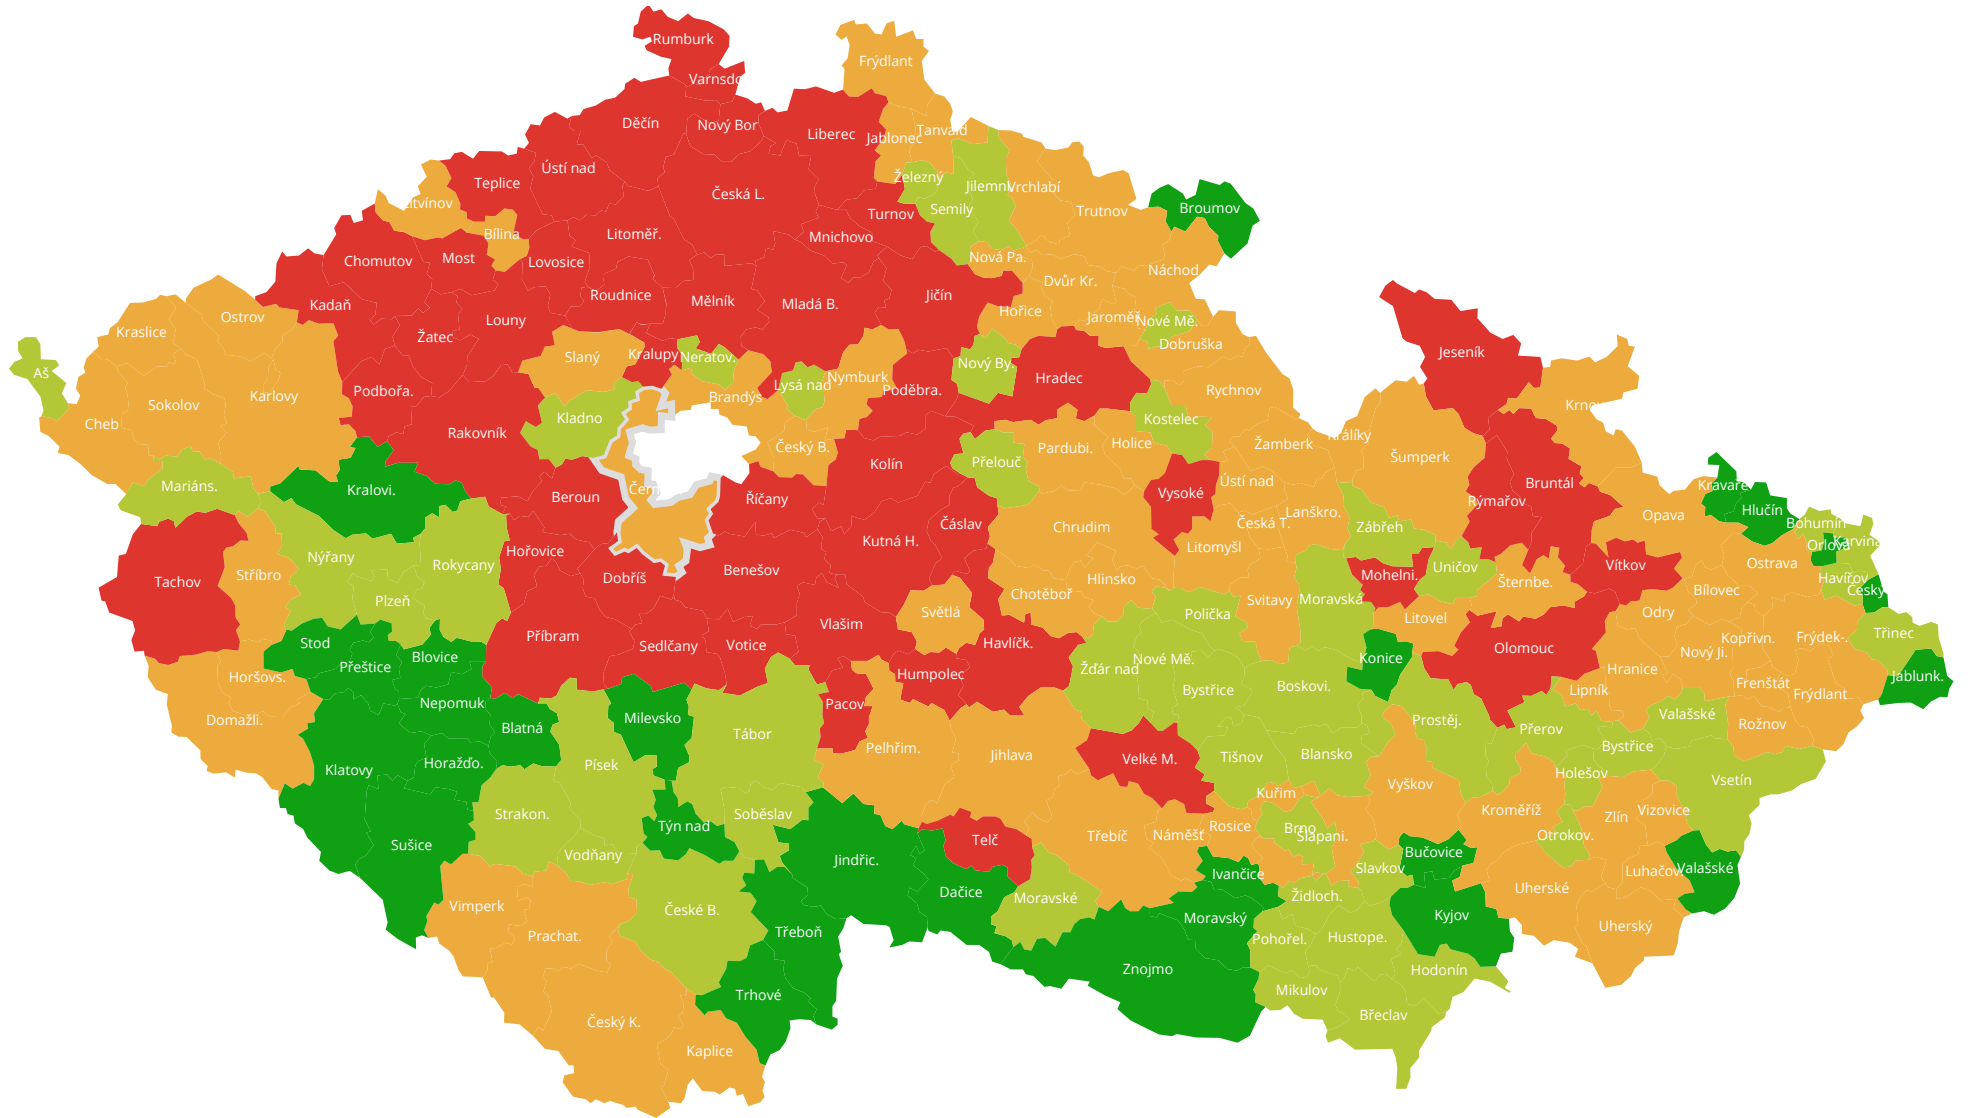 Rumburk
Frýdlant
Varnsdo
Děčín
Nový Bor
Liberec
Jablonec
Tanvald
Ústí nad
Teplice
Česká L.
Železný
Jilemni
Vrchlabí
Litvínov
Turnov
Semily
Trutnov
Broumov
Bílina
Litoměř.
Mnichovo
Most
Chomutov
Lovosice
Nová Pa.
Náchod
Dvůr Kr.
Kadaň
Roudnice
Mělník
Mladá B.
Jičín
Ostrov
Louny
Hořice
Jaroměř
Nové Mě.
Kraslice
Žatec
Dobruška
Slaný
Kralupy
Neratov.
Jeseník
Aš
Nový By.
Podbořa.
Lysá nad
Nymburk
Poděbra.
Hradec
Rychnov
Sokolov
Karlovy
Brandýs
Krnov
Cheb
Kladno
Kostelec
Rakovník
Český B.
Pardubi.
Holice
Žamberk
Králíky
Přelouč
Kolín
Šumperk
Mariáns.
Kralovi.
Čern
Beroun
Říčany
Vysoké
Ústí nad
Rýmařov
Bruntál
Kravaře
Hlučín
Čáslav
Chrudim
Česká T.
Lanškro.
Zábřeh
Opava
Bohumín
Hořovice
Kutná H.
Litomyšl
Orlová
Karviná
Nýřany
Rokycany
Stříbro
Tachov
Dobříš
Benešov
Hlinsko
Mohelni.
Uničov
Šternbe.
Vítkov
Ostrava
Havířov
Český
Plzeň
Chotěboř
Svitavy
Moravská
Bílovec
Světlá
Polička
Litovel
Odry
Vlašim
Příbram
Sedlčany
Votice
Havlíčk.
Kopřivn.
Frýdek-.
Třinec
Stod
Blovice
Přeštice
Olomouc
Nový Ji.
Konice
Nové Mě.
Žďár nad
Hranice
Horšovs.
Humpolec
Jablunk.
Nepomuk
Pacov
Bystřice
Boskovi.
Lipník
Frenštát
Frýdlant
Domažli.
Blatná
Milevsko
Prostěj.
Přerov
Valašské
Rožnov
Tábor
Pelhřim.
Jihlava
Bystřice
Klatovy
Horažďo.
Písek
Velké M.
Tišnov
Blansko
Holešov
Vsetín
Vyškov
Kuřim
Strakon.
Soběslav
Kroměříž
Zlín
Vizovice
Týn nad
Třebíč
Náměšť
Rosice
Brno
Šlapani.
Otrokov.
Sušice
Telč
Vodňany
Jindřic.
Bučovice
Slavkov
Ivančice
Luhačov
Valašské
Dačice
Moravské
Židloch.
Uherské
Vimperk
České B.
Moravský
Kyjov
Uherský
Prachat.
Třeboň
Pohořel.
Hustope.
Znojmo
Hodonín
Trhové
Mikulov
Český K.
Břeclav
Kaplice